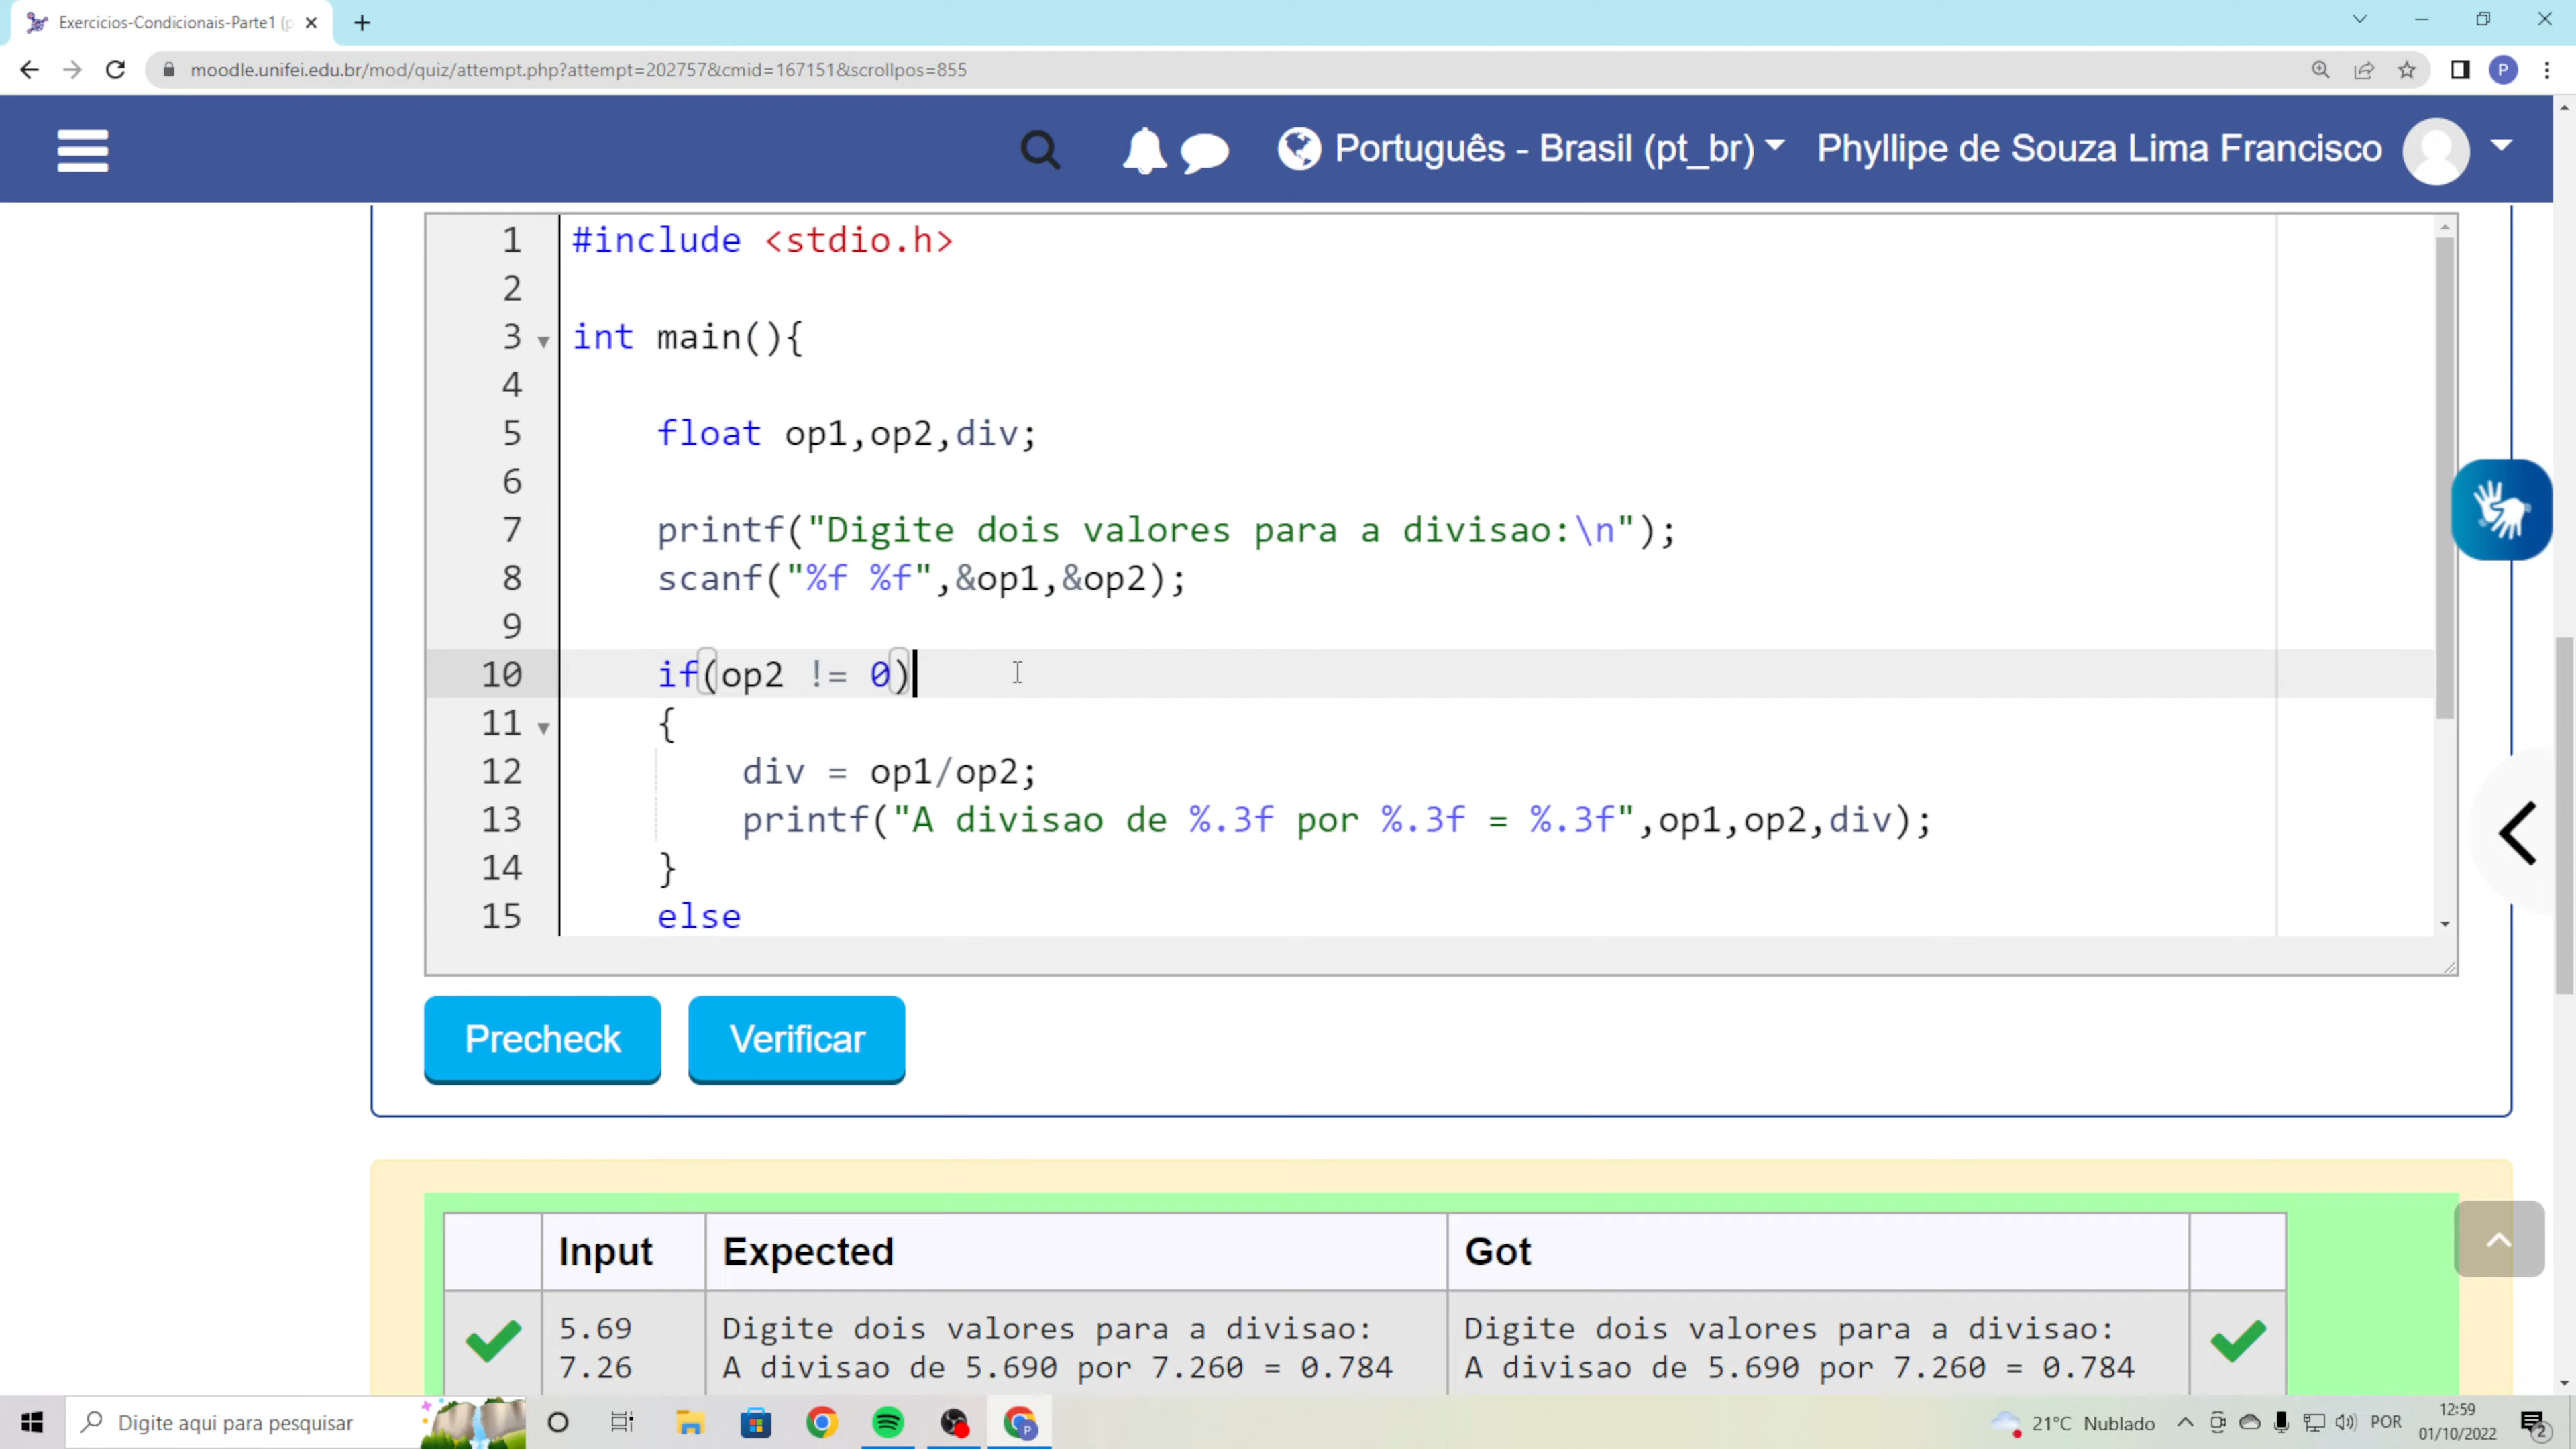 Exercicios-Condicionais-Parte1 (p
moodle.unifei.edu.br/mod/quiz/attempt.php?attempt=202757&cmid=167151&scrollpos=855
P
Português - Brasil (pt_br)
Phyllipe de Souza Lima Francisco
1 #include <stdio.h>
2
3 int main(){
4
5 float op1,op2,div;
6
7 printf("Digite dois valores para a divisao:\n");
8 scanf("%f %f",&op1,&op2);
9
10 if(op2 != 0)
11 {
12 div = op1/op2;
13 printf("A divisao de %.3f por %.3f = %.3f",op1,op2,div);
14 }
15 else
Precheck
Verificar
Input Expected Got
5.69 Digite dois valores para a divisao: Digite dois valores para a divisao:
7.26 A divisao de 5.690 por 7.260 = 0.784 A divisao de 5.690 por 7.260 = 0.784
Digite aqui para pesquisar
P
21°C Nublado
POR
12:59
01/10/2022
2